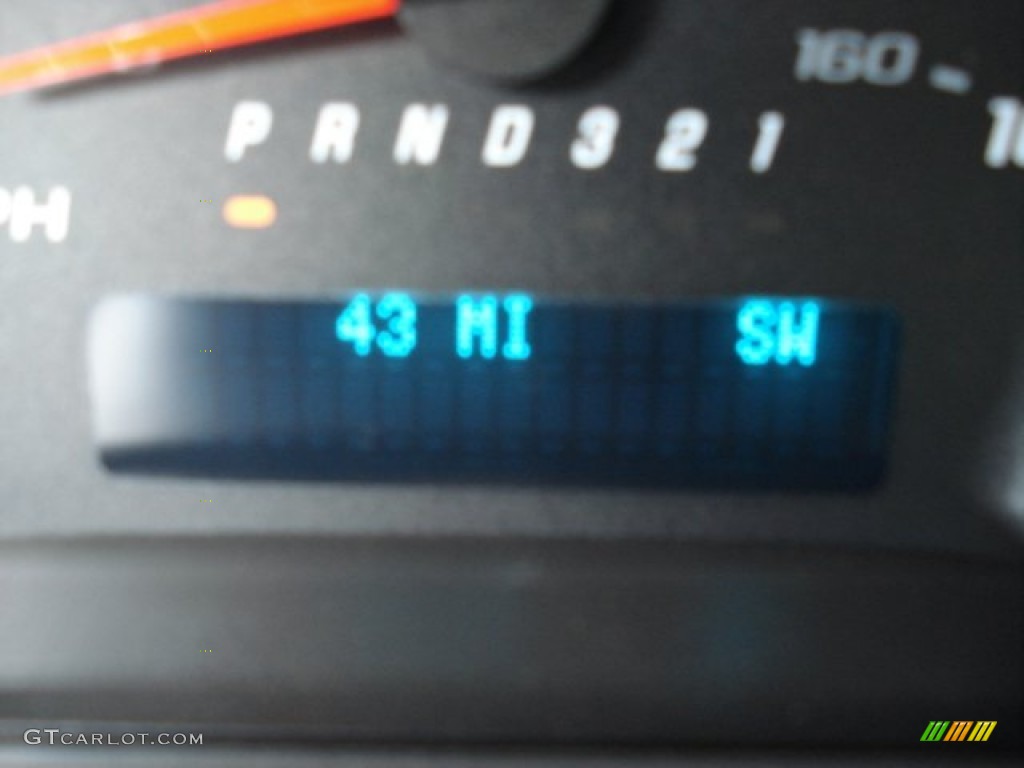 160
P R N D 3 2 1
PH
43 MI SW
GTCARLOT.COM